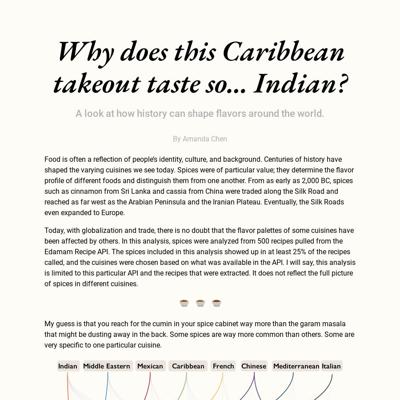 Why does this Caribbean
takeout taste so... Indian?
A look at how history can shape flavors around the world.
By Amanda Chen
Food is often a reflection of people's identity, culture, and background. Centuries of history have
shaped the varying cuisines we see today. Spices were of particular value; they determine the flavor
profile of different foods and distinguish them from one another. From as early as 2,000 BC, spices
such as cinnamon from Sri Lanka and cassia from China were traded along the Silk Road and
reached as far west as the Arabian Peninsula and the Iranian Plateau. Eventually, the Silk Roads
even expanded to Europe.
Today, with globalization and trade, there is no doubt that the flavor palettes of some cuisines have
been affected by others. In this analysis, spices were analyzed from 500 recipes pulled from the
Edamam Recipe API. The spices included in this analysis showed up in at least 25% of the recipes
called, and the cuisines were chosen based on what was available in the API. I will say, this analysis
is limited to this particular API and the recipes that were extracted. It does not reflect the full picture
of spices in different cuisines.
My guess is that you reach for the cumin in your spice cabinet way more than the garam masala
that might be dusting away in the back. Some spices are way more common than others. Some are
very specific to one particular cuisine.
Indian Middle Eastern Mexican Caribbean French Chinese Mediterranean Italian